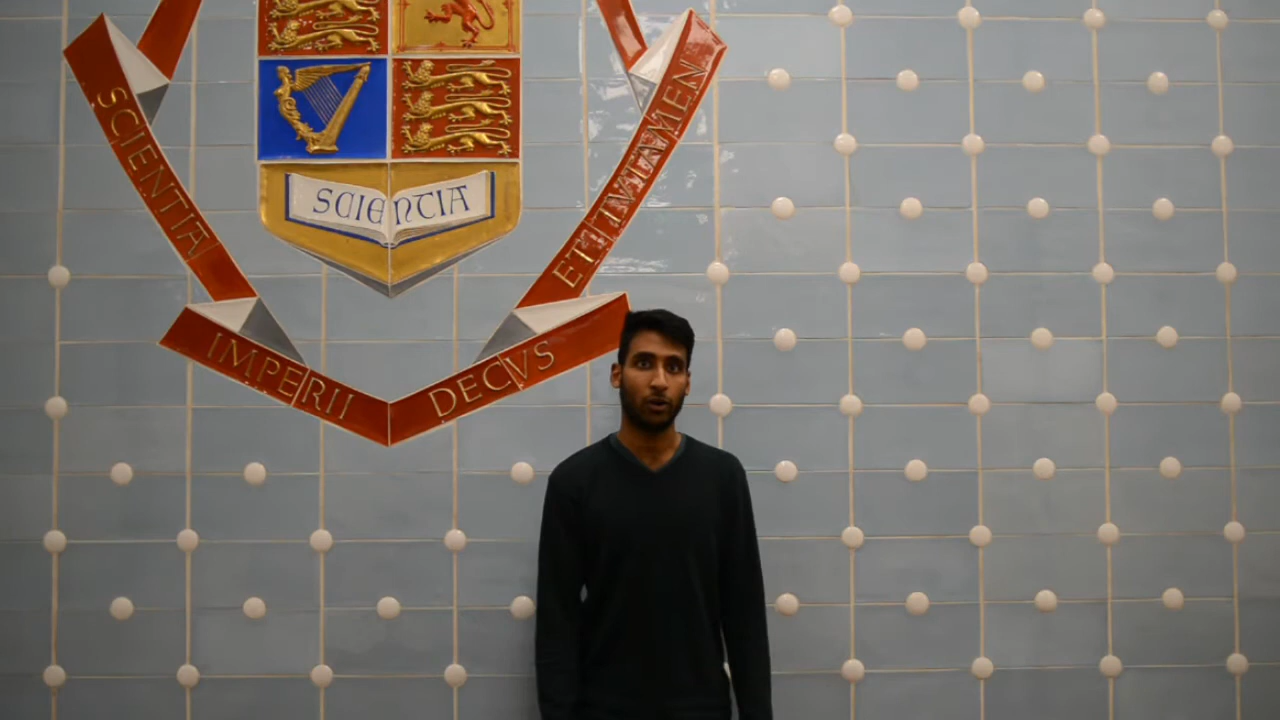 SCIENTIA
IMPERII
DECVS
ET TVTAMEN
SCIENTIA